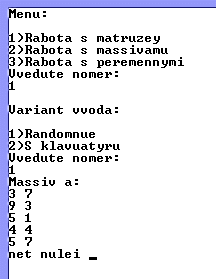 Menu:
1)Rabota s matruzey
2)Rabota s massivamu
3)Rabota s peremennymi
Vvedute nomer:
1
Variant vvoda:
1)Randomnue
2)S klavuatyru
Vvedute nomer:
1
Massiv a:
3 7
9 3
5 1
4 4
5 7
net nulei